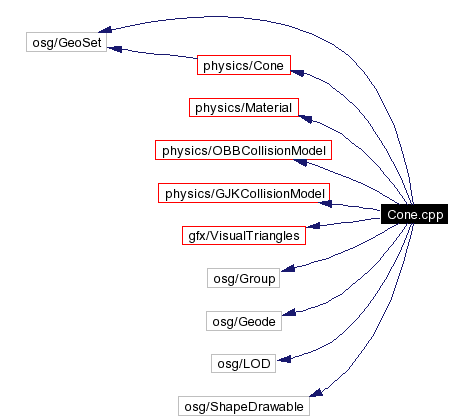 osg/GeoSet
physics/Cone
physics/Material
physics/OBBCollisionModel
physics/GJKCollisionModel
Cone.cpp
gfx/VisualTriangles
osg/Group
osg/Geode
osg/LOD
osg/ShapeDrawable